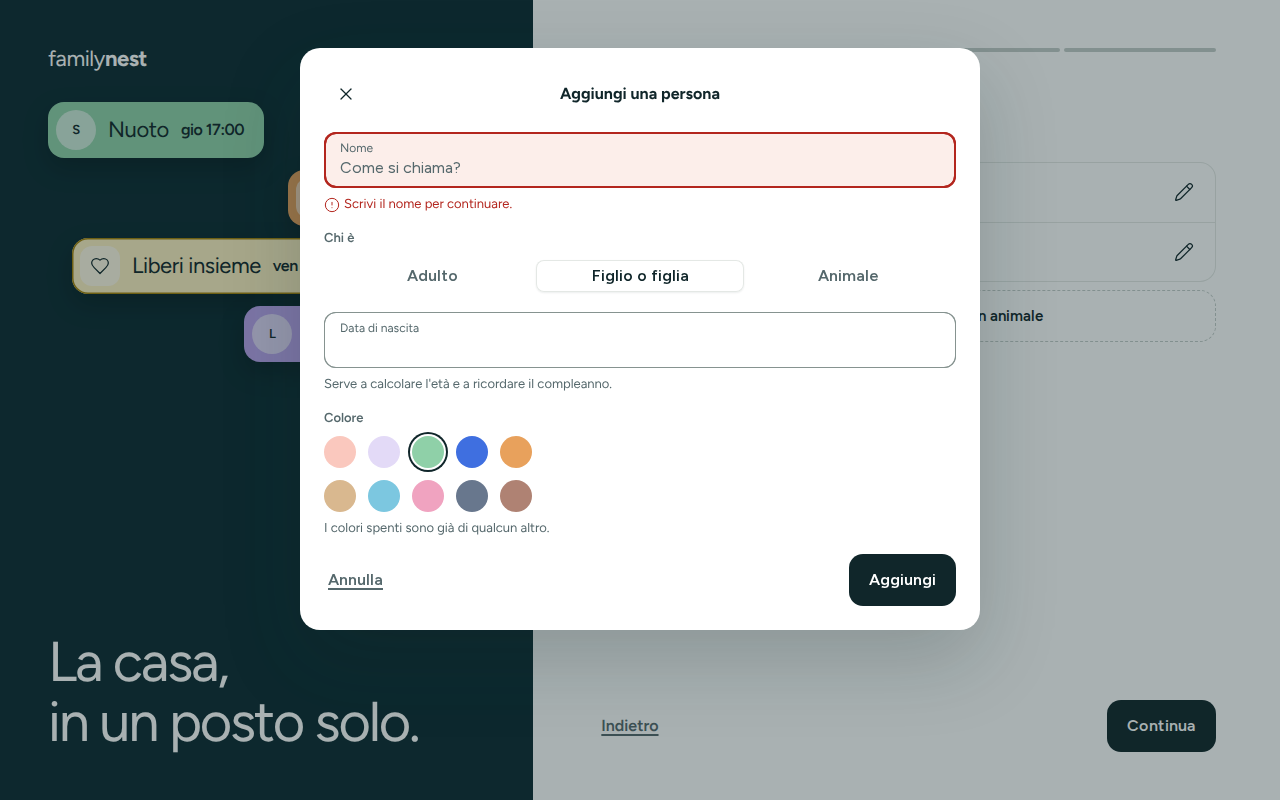 familynest
S Nuoto gio 17:00
Liberi insieme ven
L
La casa,
in un posto solo.
Aggiungi una persona
Nome
Come si chiama?
Scrivi il nome per continuare.
Chi è
Adulto Figlio o figlia Animale
Data di nascita
Serve a calcolare l'età e a ricordare il compleanno.
Colore
I colori spenti sono già di qualcun altro.
Annulla Aggiungi
animale
Indietro Continua